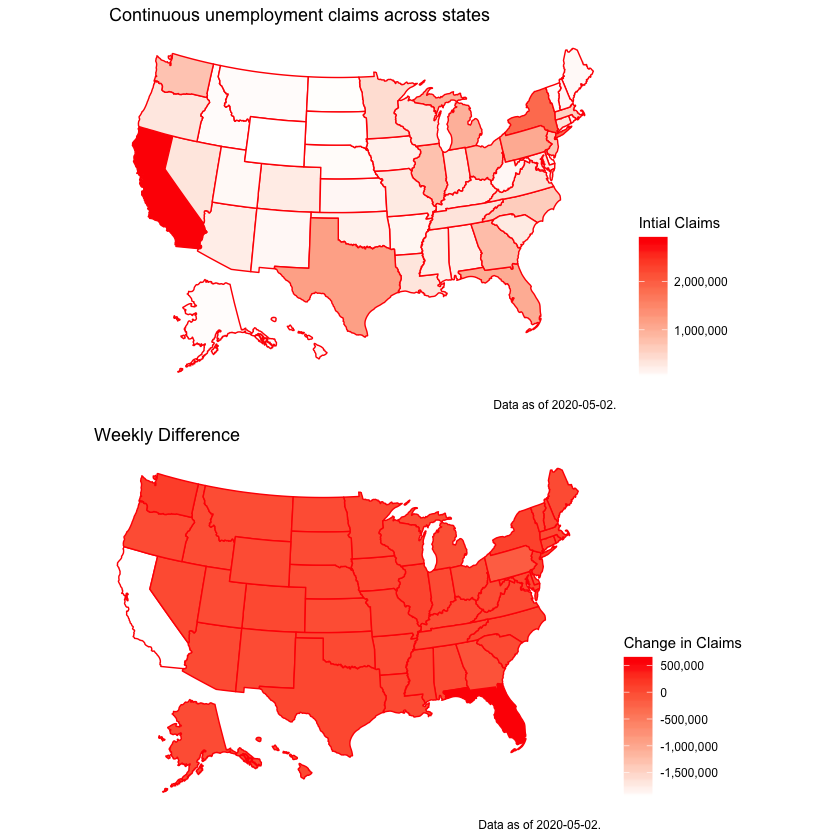 Continuous unemployment claims across states
Intial Claims
2,000,000
1,000,000
Data as of 2020-05-02.
Weekly Difference
Change in Claims
500,000
0
-500,000
-1,000,000
-1,500,000
Data as of 2020-05-02.